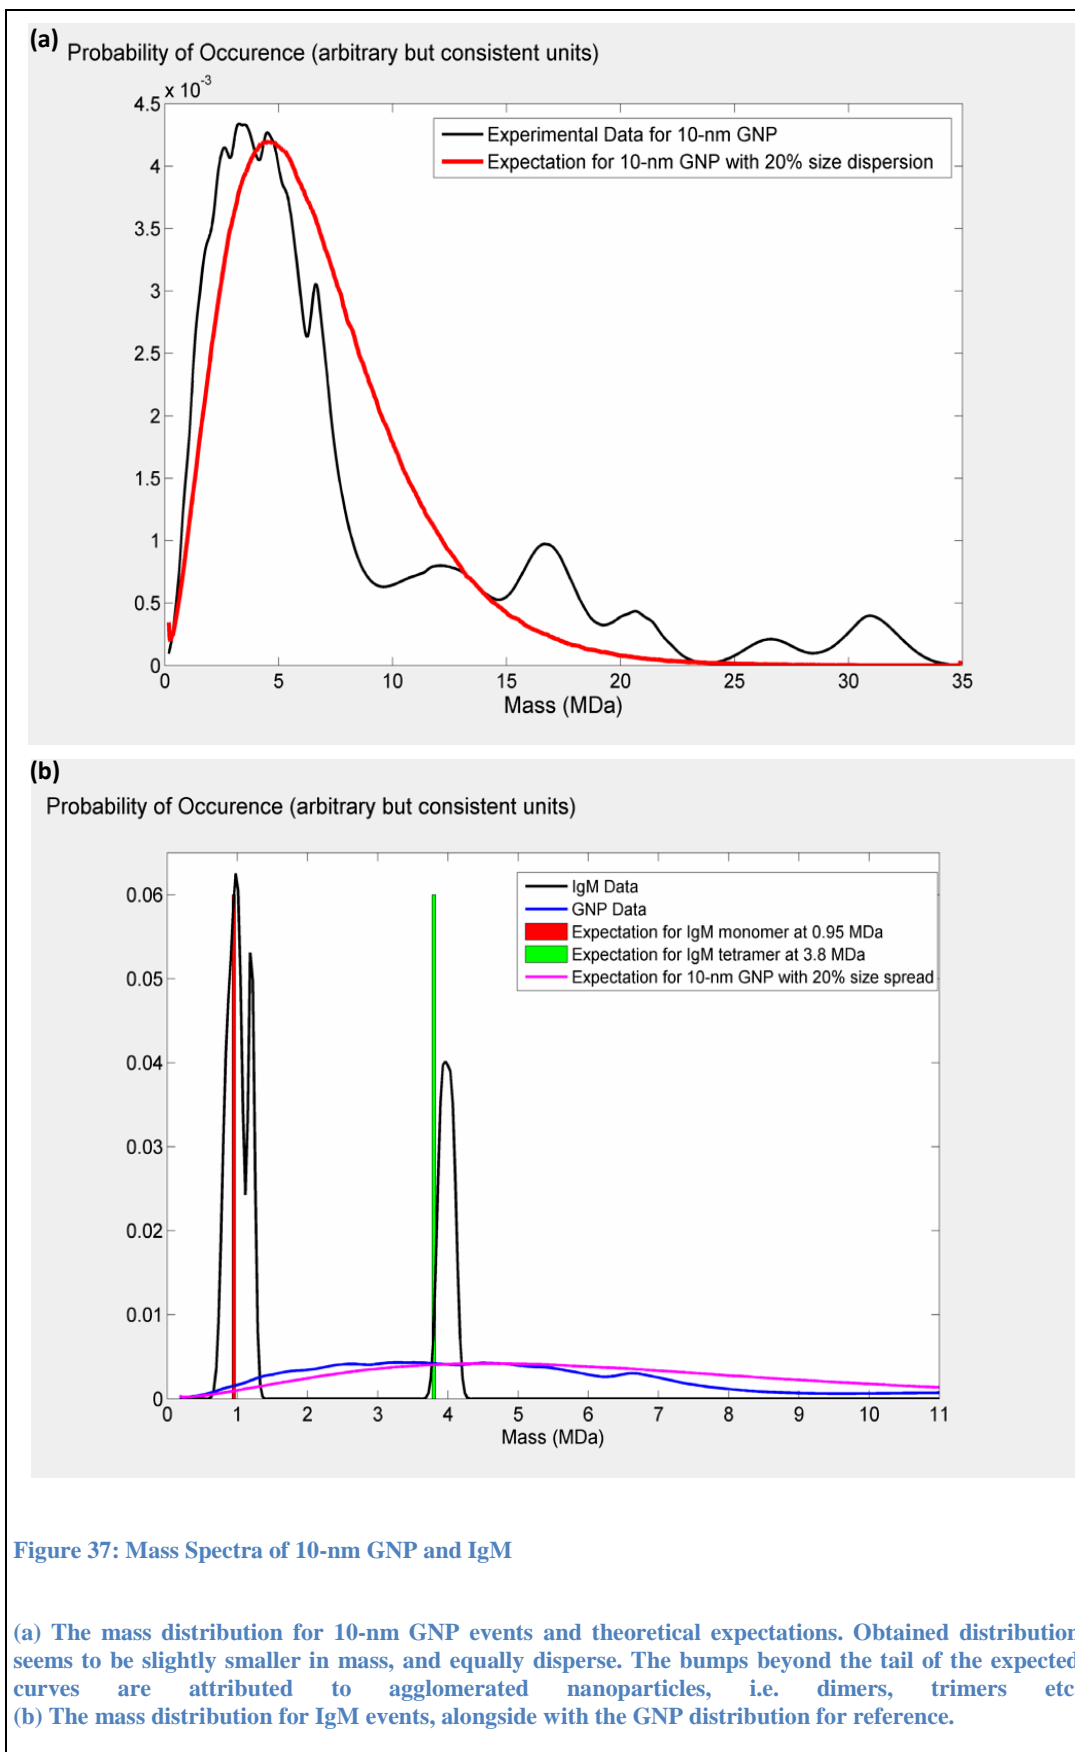 (a)
Probability of Occurence (arbitrary but consistent units)
x 10-3
4.5
4
3.5
3
2.5
2
1.5
1
0.5
0
Experimental Data for 10-nm GNP
Expectation for 10-nm GNP with 20% size dispersion
0 5 10 15 20 25 30 35
Mass (MDa)
(b)
Probability of Occurence (arbitrary but consistent units)
0.06
0.05
0.04
0.03
0.02
0.01
0
IgM Data
GNP Data
Expectation for IgM monomer at 0.95 MDa
Expectation for IgM tetramer at 3.8 MDa
Expectation for 10-nm GNP with 20% size spread
0 1 2 3 4 5 6 7 8 9 10 11
Mass (MDa)
Figure 37: Mass Spectra of 10-nm GNP and IgM
(a) The mass distribution for 10-nm GNP events and theoretical expectations. Obtained distribution
seems to be slightly smaller in mass, and equally disperse. The bumps beyond the tail of the expected
curves are attributed to agglomerated nanoparticles, i.e. dimers, trimers etc
(b) The mass distribution for IgM events, alongside with the GNP distribution for reference.